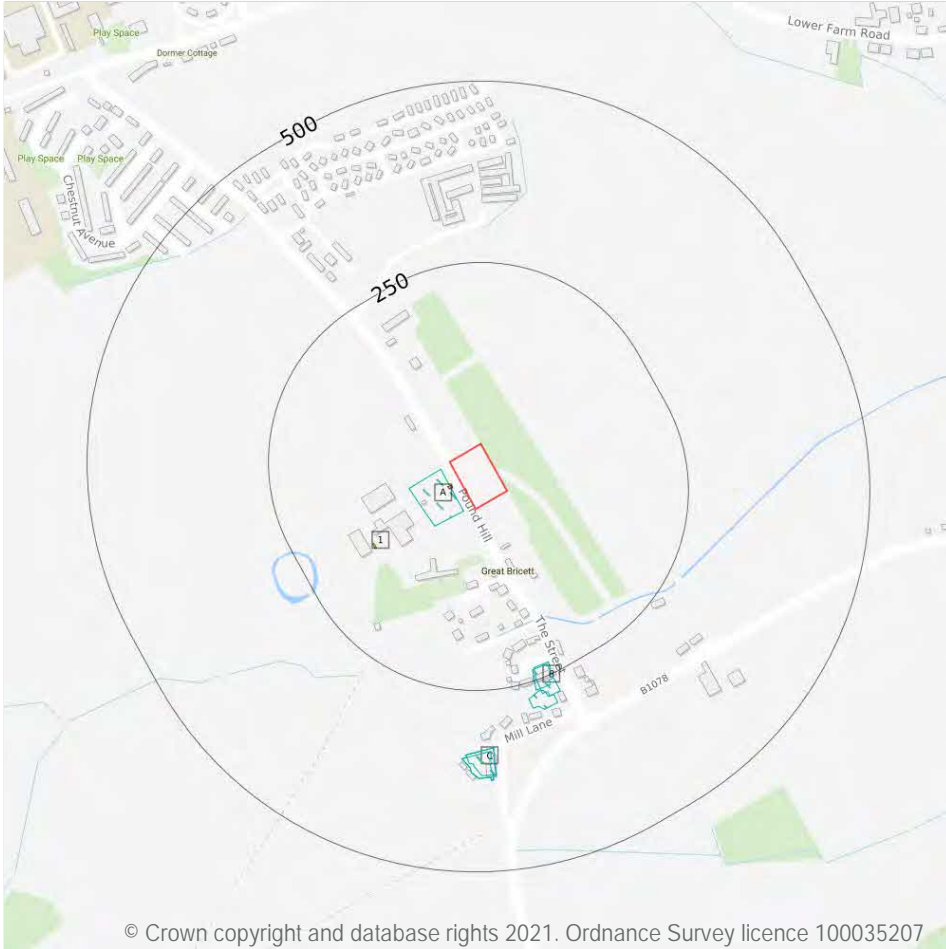 Play Space
Dormer Cottage
Lower Farm Road
500
Play Space
Play Space
Chestnut Avenue
250
A
Pound Hill
1
Great Bricett
The Street
B
B1078
Mill Lane
C
© Crown copyright and database rights 2021. Ordnance Survey licence 100035207